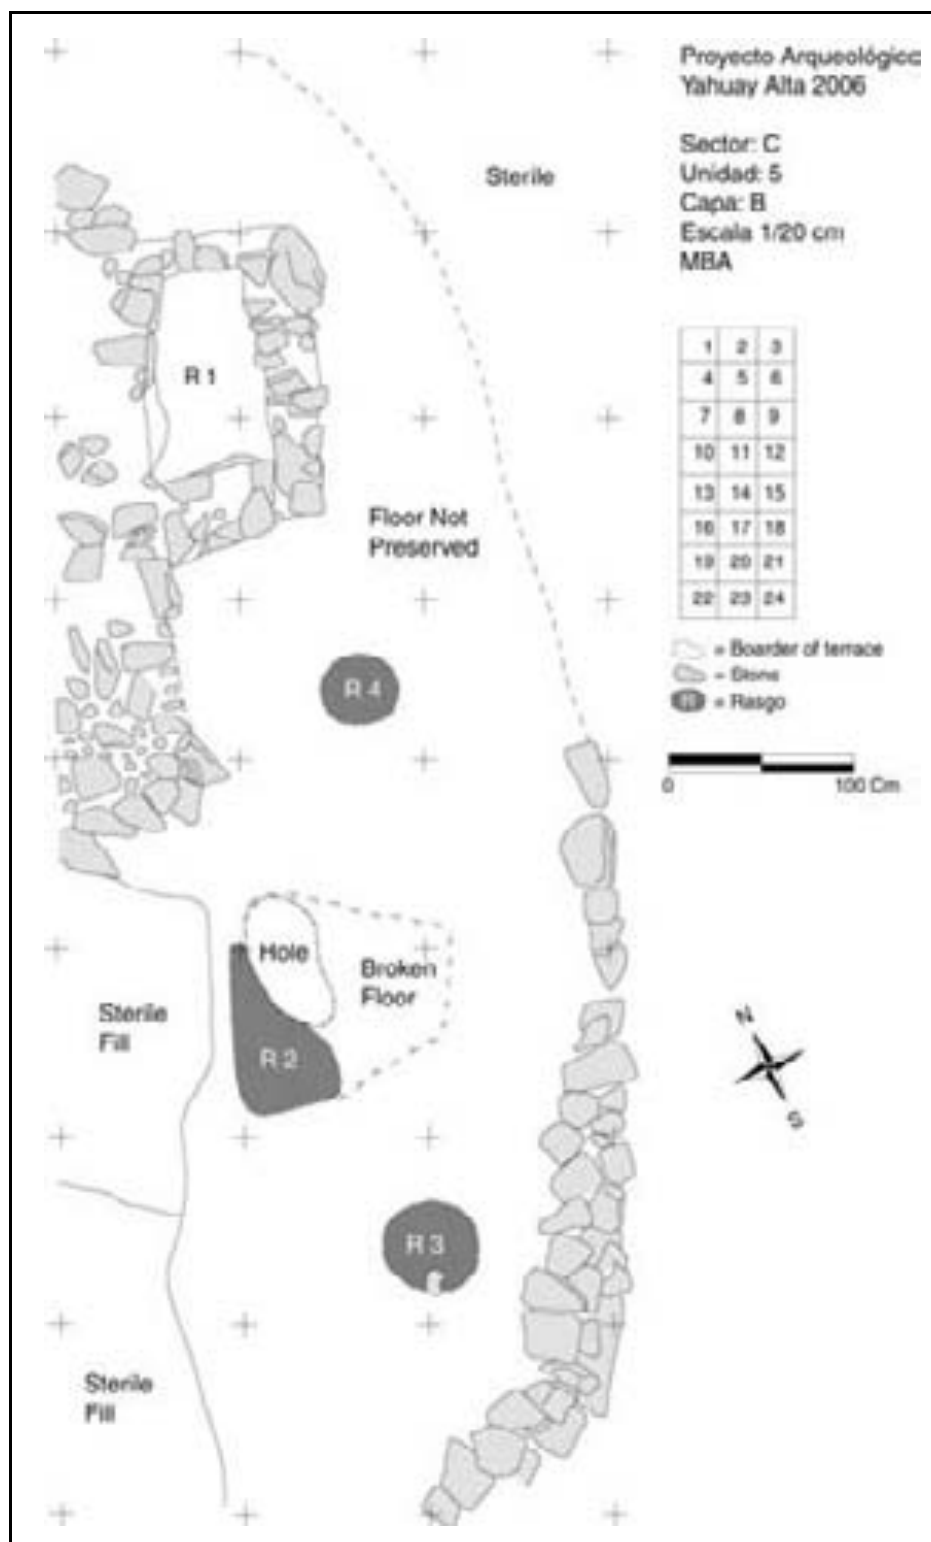 Proyecto Arqueológico
Yahuay Alta 2006
Sector: C
Unidad: 5
Capa: B
Escala 1/20 cm
MBA
Sterile
R 1
1 2 3
4 5 6
7 8 9
10 11 12
13 14 15
16 17 18
19 20 21
22 23 24
Floor Not
Preserved
= Boarder of terrace
= Stone
R = Rasgo
R 4
0 100 Cm
Hole
Broken
Floor
Sterile
Fill
R 2
N
S
R 3
Sterile
Fill